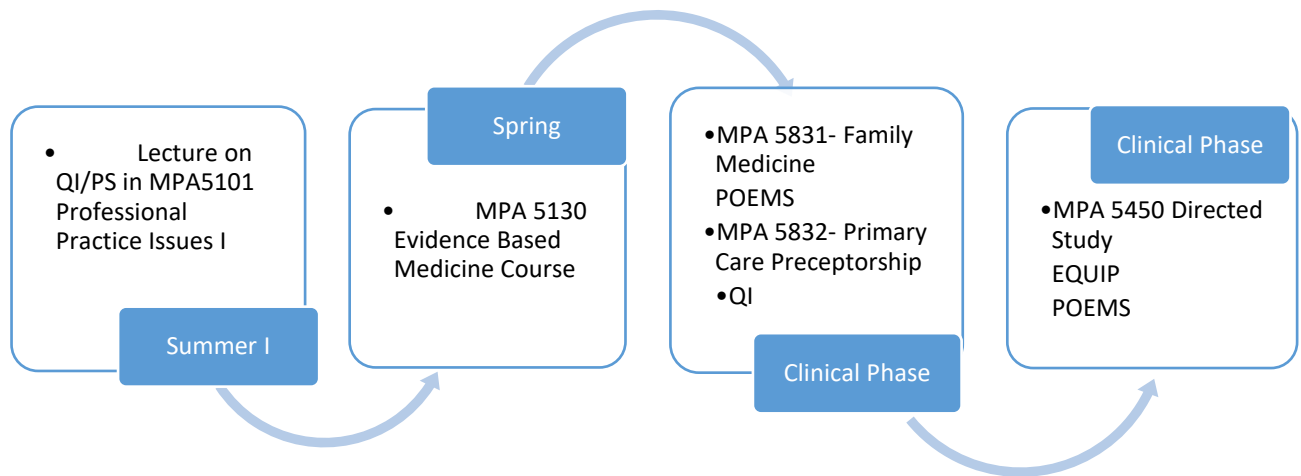 • Lecture on
QI/PS in MPA5101
Professional
Practice Issues I
Summer I
Spring
• MPA 5130
Evidence Based
Medicine Course
•MPA 5831- Family
Medicine
POEMS
•MPA 5832- Primary
Care Preceptorship
•QI
Clinical Phase
Clinical Phase
•MPA 5450 Directed
Study
EQUIP
POEMS